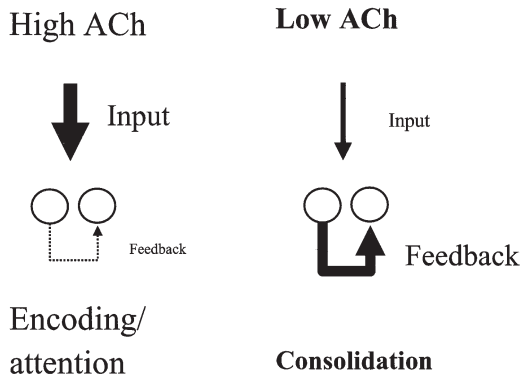 High ACh
Input
Feedback
Encoding/
attention
Low ACh
Input
Feedback
Consolidation